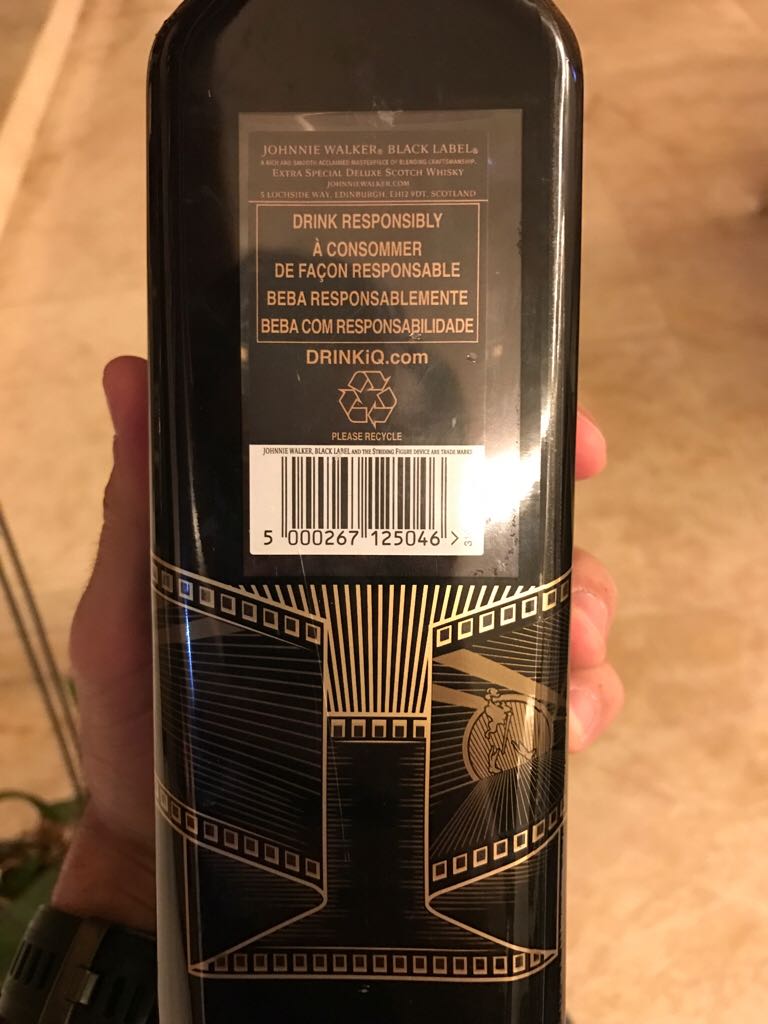 JOHNNIE WALKER® BLACK LABEL®
A RICH AND SMOOTH ACCLAIMED MASTERPIECE OF BLENDING CRAFTSMANSHIP.
EXTRA SPECIAL DELUXE SCOTCH WHISKY
JOHNNIEWALKER.COM
5 LOCHSIDE WAY, EDINBURGH, EH12 9DT, SCOTLAND
DRINK RESPONSIBLY
À CONSOMMER
DE FAÇON RESPONSABLE
BEBA RESPONSABLEMENTE
BEBA COM RESPONSABILIDADE
DRINKiQ.com
PLEASE RECYCLE
JOHNNIE WALKER, BLACK LABEL AND THE STRIDING FIGURE DEVICE ARE TRADE MARKS
5 000267 125046 >